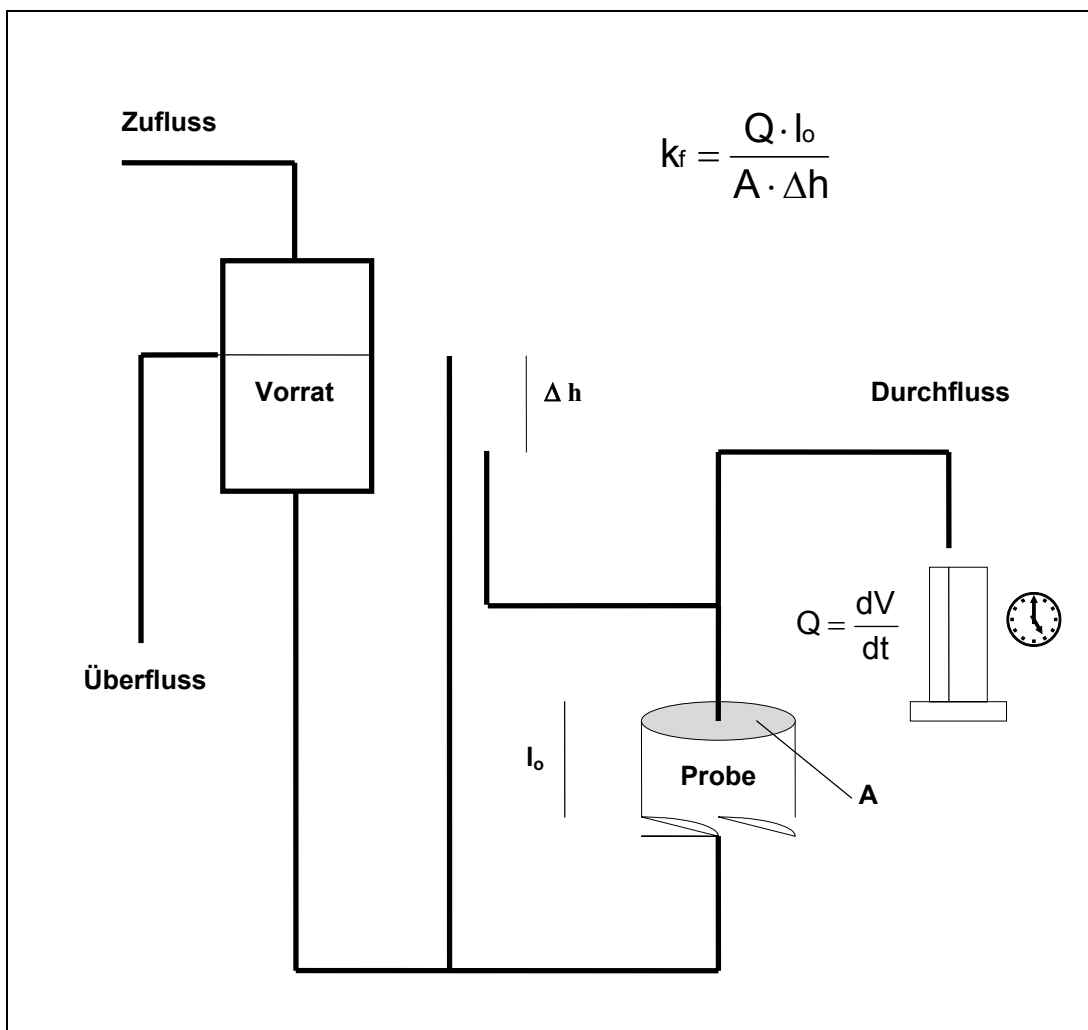 Zufluss
kf = Q · lo / A · Δh
Vorrat
Δ h
Durchfluss
Q = dV / dt
Überfluss
lo
Probe
A